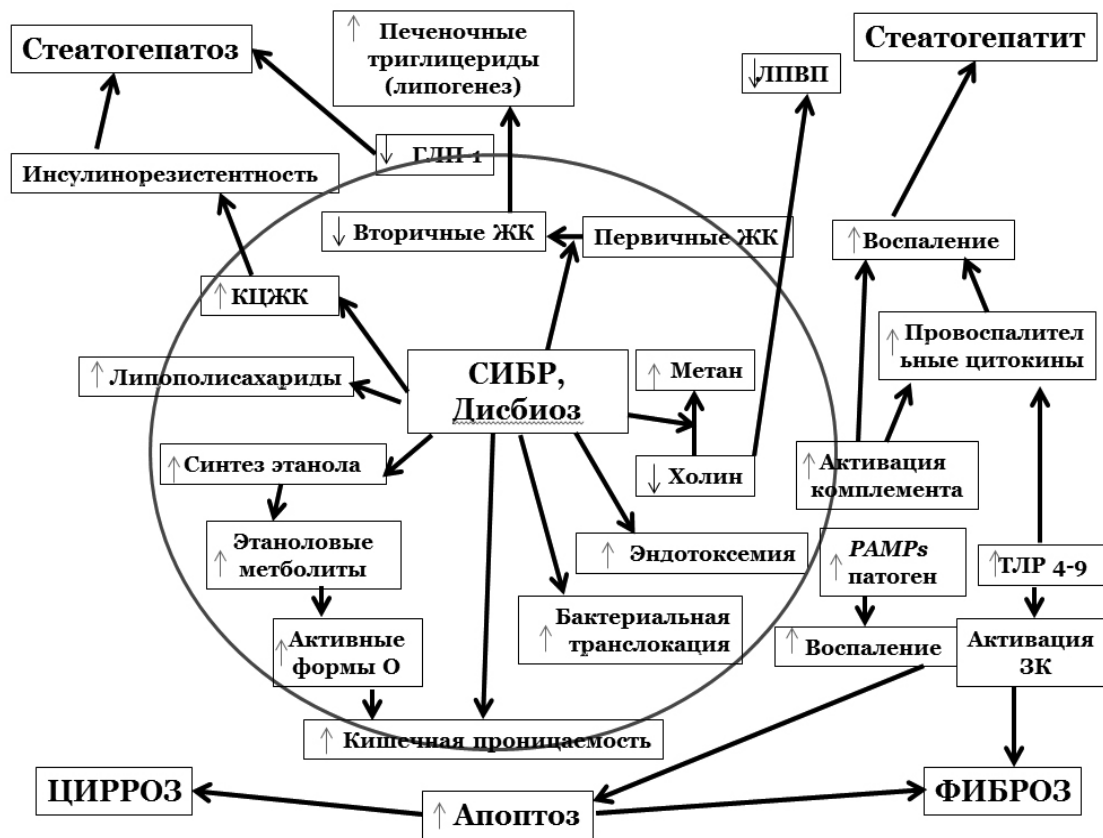 Стеатогепатоз
↑ Печеночные
триглицериды
(липогенез)
Стеатогепатит
↓ЛПВП
↓ ГЛП-1
Инсулинорезистентность
↓ Вторичные ЖК
Первичные ЖК
↑ Воспаление
↑ КЦЖК
↑ Провоспалител
ьные цитокины
↑ Липополисахариды
СИБР,
Дисбиоз
↑ Метан
↑ Синтез этанола
↓ Холин
↑ Активация
комплемента
↑ Этаноловые
метболиты
↑ Эндотоксемия
↑ PAMPs
патоген
↑ТЛР 4-9
↑ Бактериальная
транслокация
↑ Активные
формы О
↑ Воспаление
Активация
ЗК
↑ Кишечная проницаемость
ЦИРРОЗ
↑ Апоптоз
ФИБРОЗ